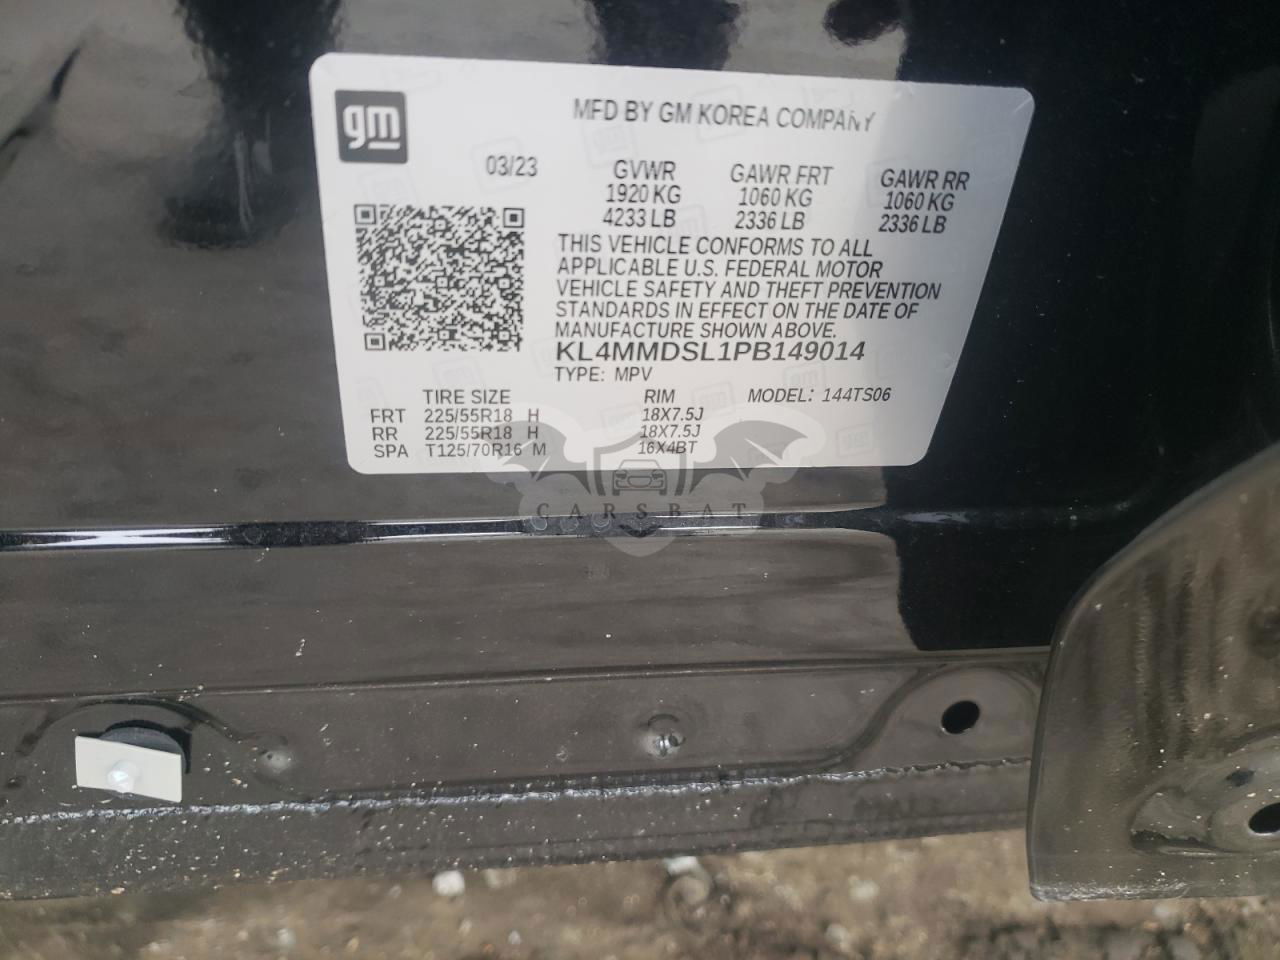 gm
MFD BY GM KOREA COMPANY
03/23
GVWR GAWR FRT GAWR RR
1920 KG 1060 KG 1060 KG
4233 LB 2336 LB 2336 LB
THIS VEHICLE CONFORMS TO ALL
APPLICABLE U.S. FEDERAL MOTOR
VEHICLE SAFETY AND THEFT PREVENTION
STANDARDS IN EFFECT ON THE DATE OF
MANUFACTURE SHOWN ABOVE.
KL4MMDSL1PB149014
TYPE: MPV
TIRE SIZE RIM MODEL: 144TS06
FRT 225/55R18 H 18X7.5J
RR 225/55R18 H 18X7.5J
SPA T125/70R16 M 16X4BT
CARSBAT